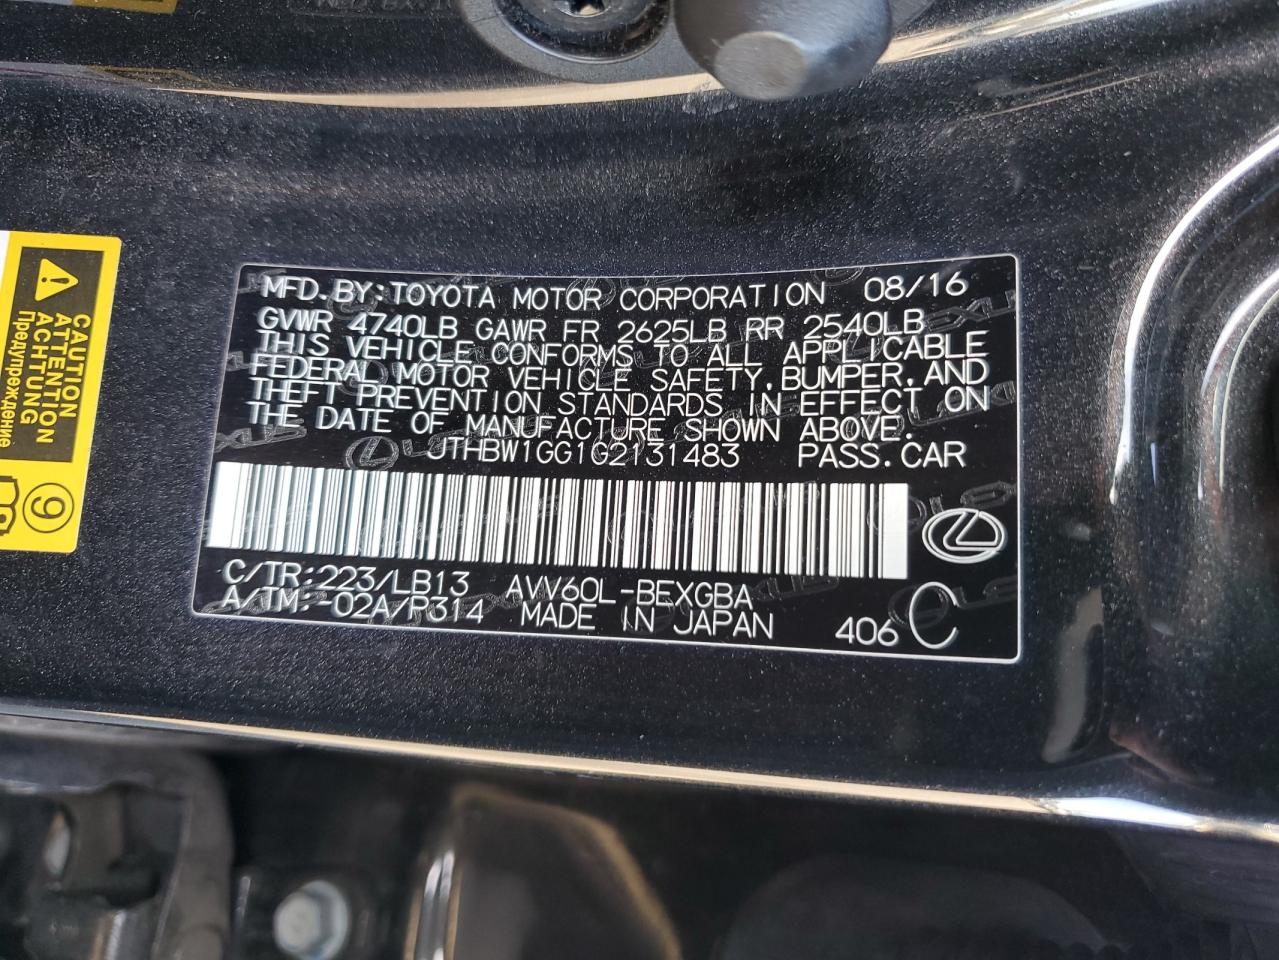 MFD. BY: TOYOTA MOTOR CORPORATION 08/16
GVWR 4740LB GAWR FR 2625LB RR 2540LB
THIS VEHICLE CONFORMS TO ALL APPLICABLE
FEDERAL MOTOR VEHICLE SAFETY, BUMPER, AND
THEFT PREVENTION STANDARDS IN EFFECT ON
THE DATE OF MANUFACTURE SHOWN ABOVE.
JTHBW1GG1G2131483 PASS. CAR
C/TR: 223/LB13 AVV60L-BEXGBA
A/TM: -02A/P314 MADE IN JAPAN 406 C
CAUTION
ATTENTION
ACHTUNG
Предупреждение
9